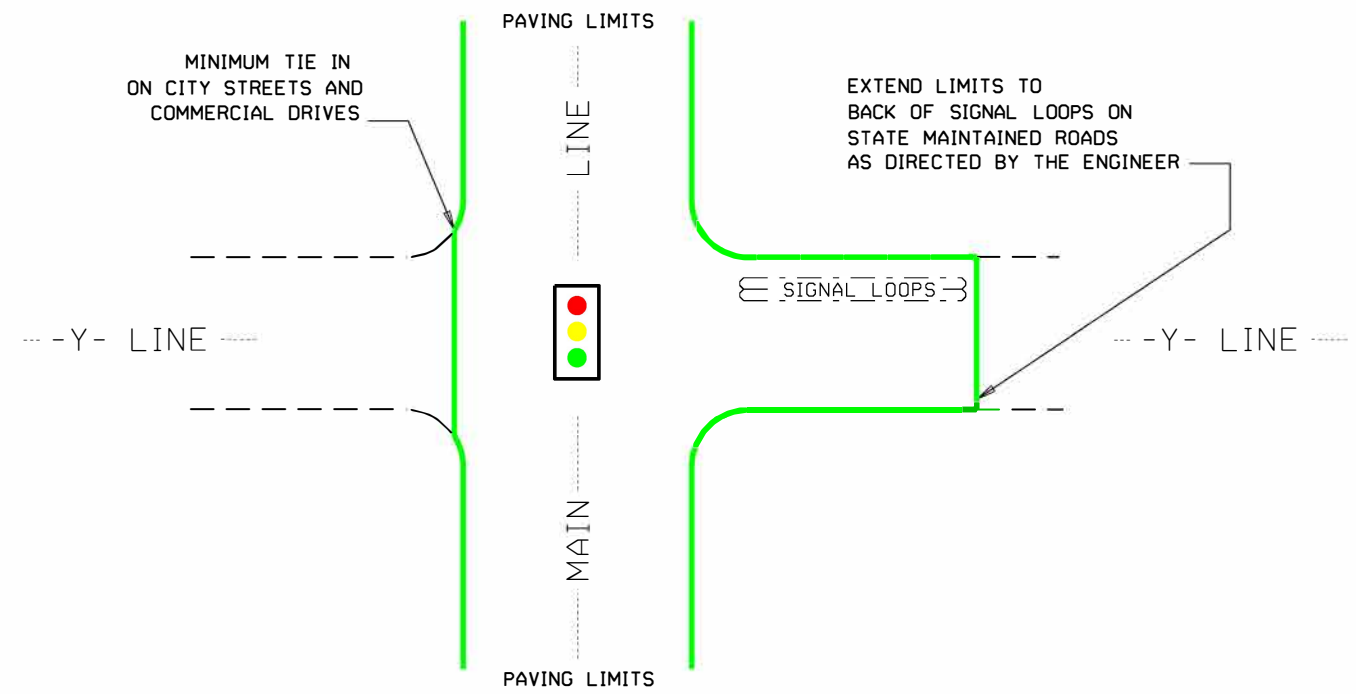 PAVING LIMITS
MINIMUM TIE IN
ON CITY STREETS AND
COMMERCIAL DRIVES
LINE
EXTEND LIMITS TO
BACK OF SIGNAL LOOPS ON
STATE MAINTAINED ROADS
AS DIRECTED BY THE ENGINEER
SIGNAL LOOPS
-Y- LINE
-Y- LINE
MAIN
PAVING LIMITS